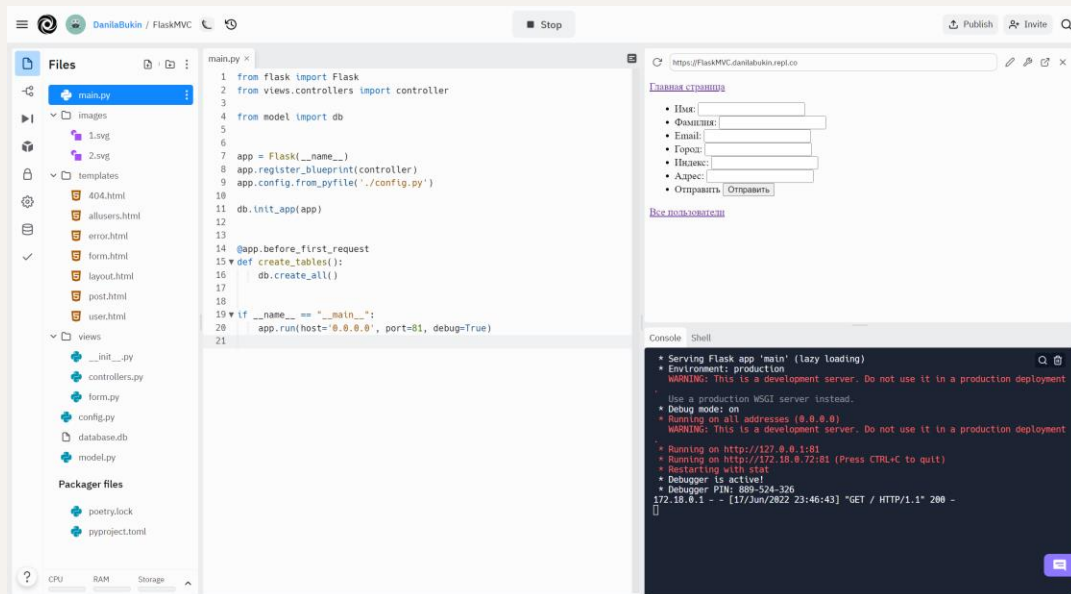 DanilaBukin / FlaskMVC
Stop
Publish
Invite
Files
main.py
images
1.svg
2.svg
templates
404.html
allusers.html
error.html
form.html
layout.html
post.html
user.html
views
__init__.py
controllers.py
form.py
config.py
database.db
model.py
Packager files
poetry.lock
pyproject.toml
?
CPU RAM Storage
main.py ×
1 from flask import Flask
2 from views.controllers import controller
3
4 from model import db
5
6
7 app = Flask(__name__)
8 app.register_blueprint(controller)
9 app.config.from_pyfile('./config.py')
10
11 db.init_app(app)
12
13
14 @app.before_first_request
15 def create_tables():
16 db.create_all()
17
18
19 if __name__ == "__main__":
20 app.run(host='0.0.0.0', port=81, debug=True)
21
https://FlaskMVC.danilabukin.repl.co
Главная страница
• Имя:
• Фамилия:
• Email:
• Город:
• Индекс:
• Адрес:
• Отправить Отправить
Все пользователи
Console Shell
* Serving Flask app 'main' (lazy loading)
* Environment: production
WARNING: This is a development server. Do not use it in a production deployment
.
Use a production WSGI server instead.
* Debug mode: on
* Running on all addresses (0.0.0.0)
WARNING: This is a development server. Do not use it in a production deployment
.
* Running on http://127.0.0.1:81
* Running on http://172.18.0.72:81 (Press CTRL+C to quit)
* Restarting with stat
* Debugger is active!
* Debugger PIN: 889-524-326
172.18.0.1 - - [17/Jun/2022 23:46:43] "GET / HTTP/1.1" 200 -